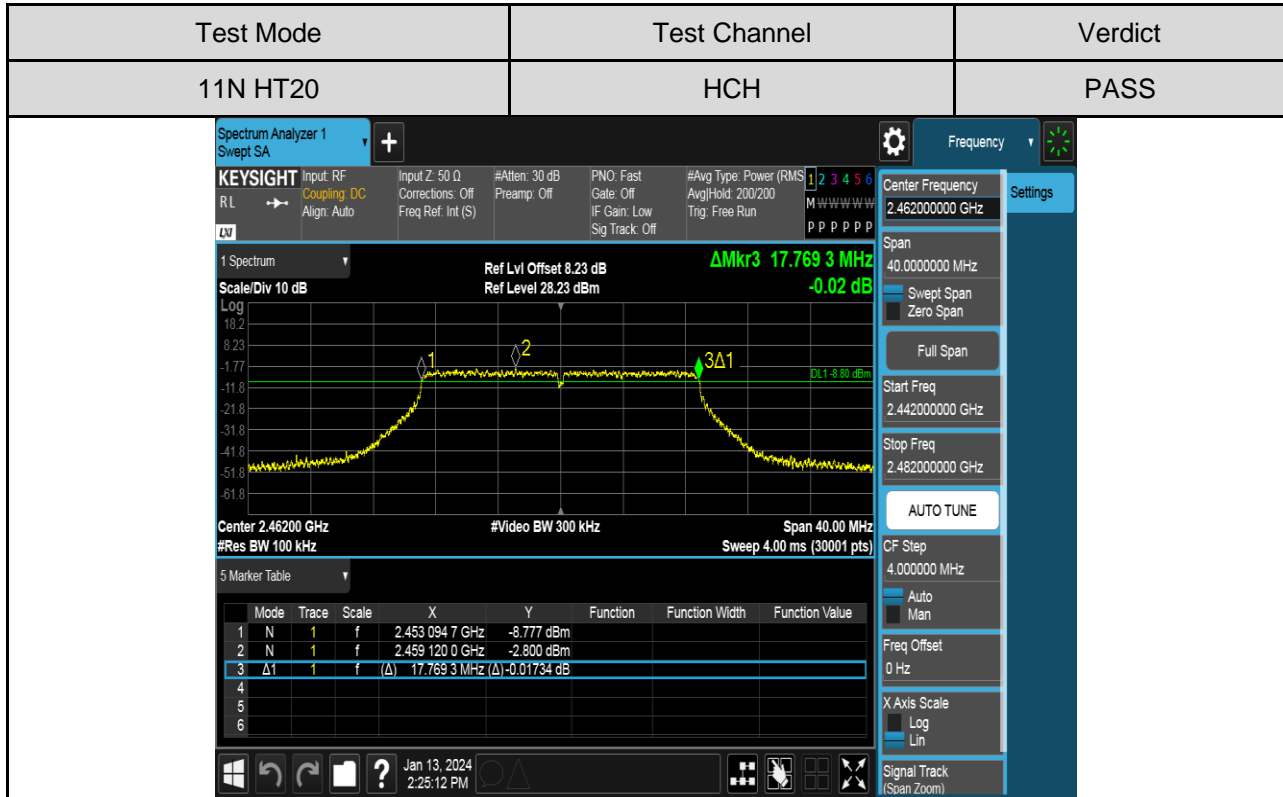 Test Mode Test Channel Verdict
11N HT20 HCH PASS
Spectrum Analyzer 1
Swept SA
Frequency
KEYSIGHT Input: RF Input Z: 50 Ω #Atten: 30 dB PNO: Fast #Avg Type: Power (RMS 1 2 3 4 5 6
RL Coupling: DC Corrections: Off Preamp: Off Gate: Off Avg|Hold: 200/200 M W W W W W
Align: Auto Freq Ref: Int (S) IF Gain: Low Trig: Free Run
LXI Sig Track: Off P P P P P P
1 Spectrum
Scale/Div 10 dB
Ref Lvl Offset 8.23 dB
Ref Level 28.23 dBm
ΔMkr3 17.769 3 MHz
-0.02 dB
Log
18.2
8.23
-1.77
-11.8
-21.8
-31.8
-41.8
-51.8
-61.8
1
2
3Δ1
DL1 -8.80 dBm
Center 2.46200 GHz #Video BW 300 kHz Span 40.00 MHz
#Res BW 100 kHz Sweep 4.00 ms (30001 pts)
5 Marker Table
Mode Trace Scale X Y Function Function Width Function Value
1 N 1 f 2.453 094 7 GHz -8.777 dBm
2 N 1 f 2.459 120 0 GHz -2.800 dBm
3 Δ1 1 f (Δ) 17.769 3 MHz (Δ) -0.01734 dB
4
5
6
?
Jan 13, 2024
2:25:12 PM
Center Frequency
2.462000000 GHz
Settings
Span
40.0000000 MHz
Swept Span
Zero Span
Full Span
Start Freq
2.442000000 GHz
Stop Freq
2.482000000 GHz
AUTO TUNE
CF Step
4.000000 MHz
Auto
Man
Freq Offset
0 Hz
X Axis Scale
Log
Lin
Signal Track
(Span Zoom)